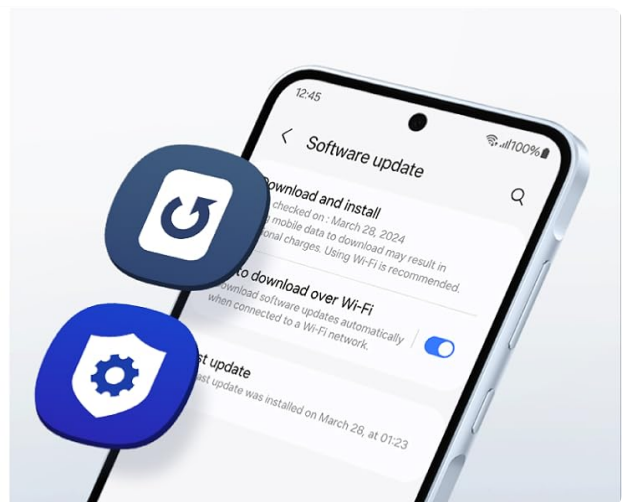 12:45
100%
Software update
ownload and install
checked on : March 28, 2024
mobile data to download may result in
onal charges. Using Wi-Fi is recommended.
to download over Wi-Fi
ownload software updates automatically
when connected to a Wi-Fi network.
st update
ast update was installed on March 28, at 01:23